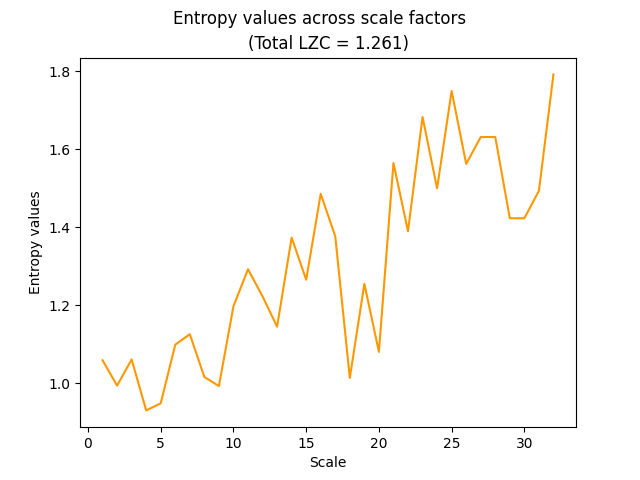 Entropy values across scale factors
(Total LZC = 1.261)
1.8
1.6
1.4
1.2
1.0
Entropy values
0 5 10 15 20 25 30
Scale